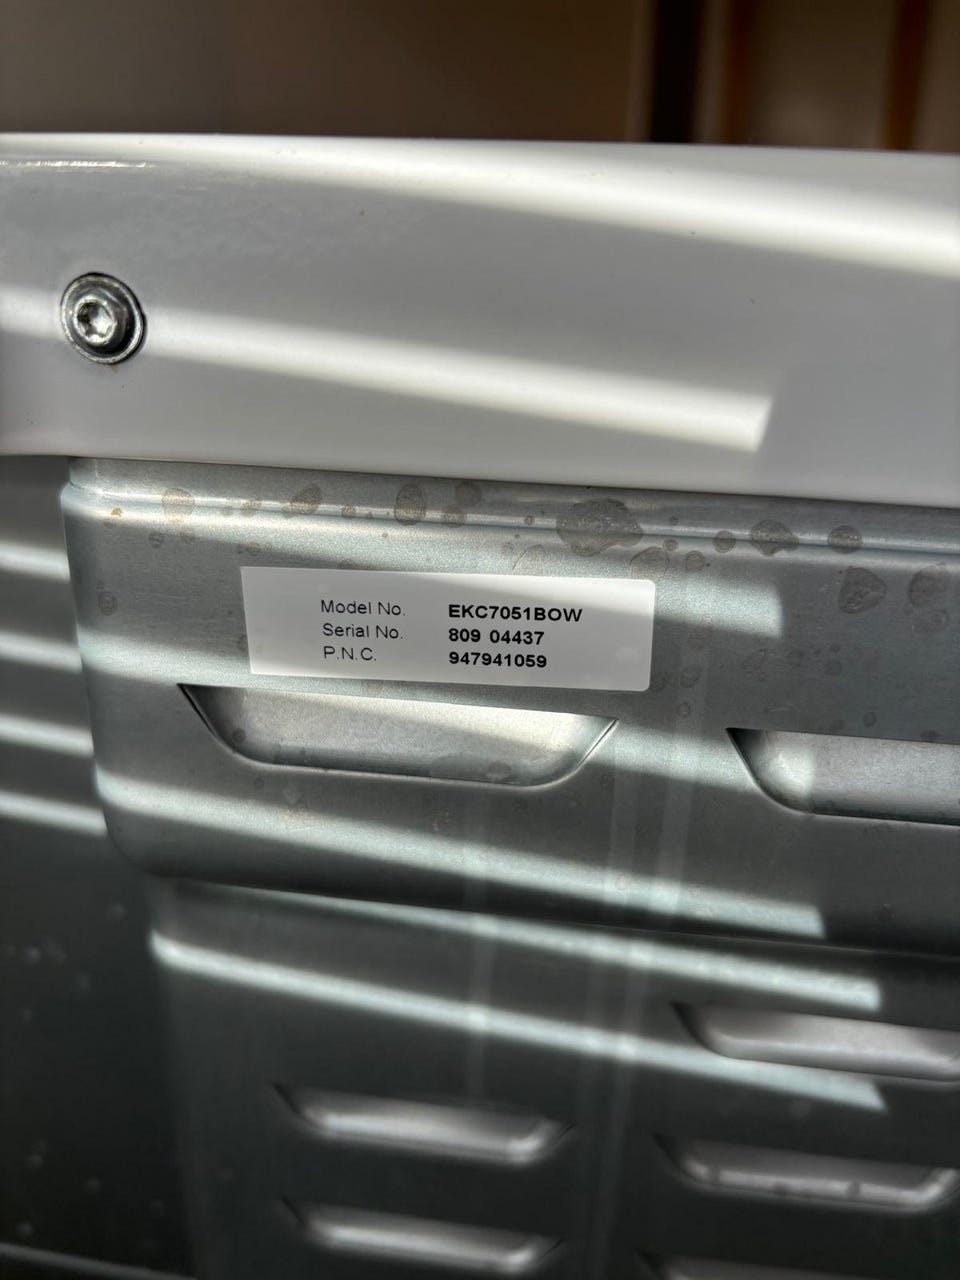 Model No. EKC7051BOW
Serial No. 809 04437
P.N.C. 947941059